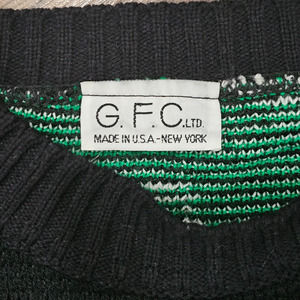 G. F. C. LTD.
MADE IN U.S.A.-NEW YORK